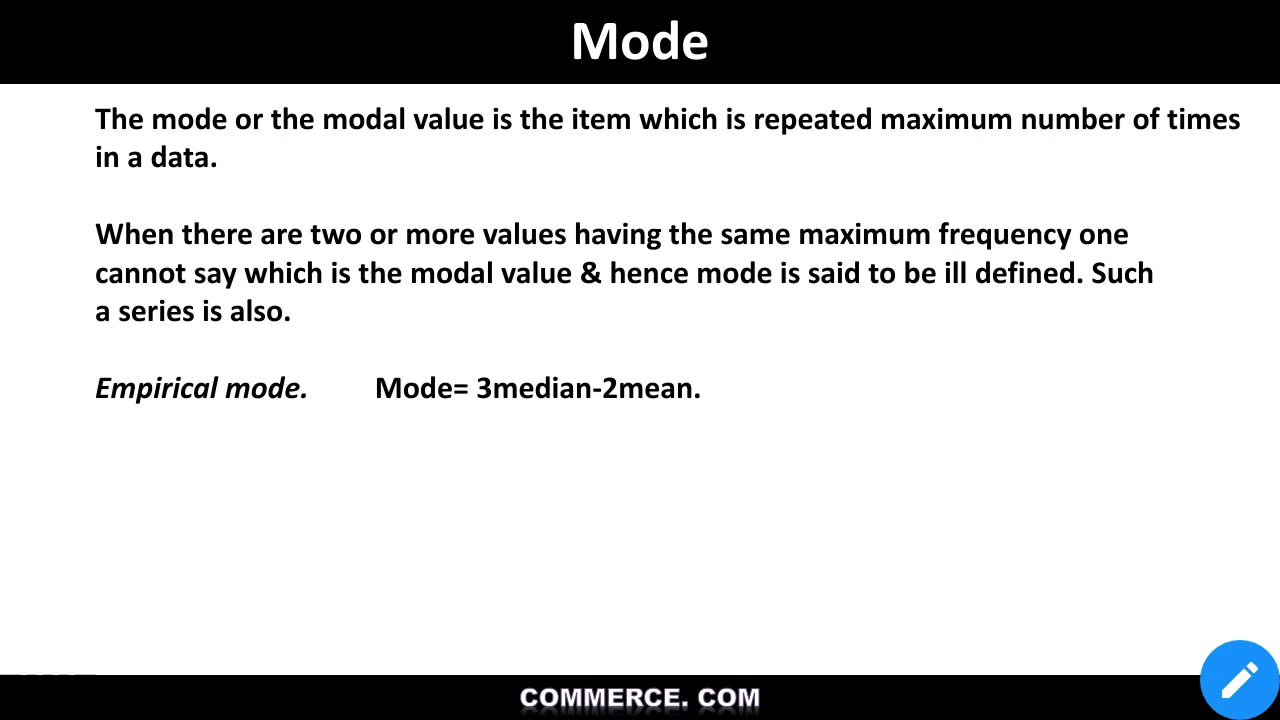 Mode
The mode or the modal value is the item which is repeated maximum number of times
in a data.
When there are two or more values having the same maximum frequency one
cannot say which is the modal value & hence mode is said to be ill defined. Such
a series is also.
Empirical mode. Mode= 3median-2mean.
COMMERCE. COM